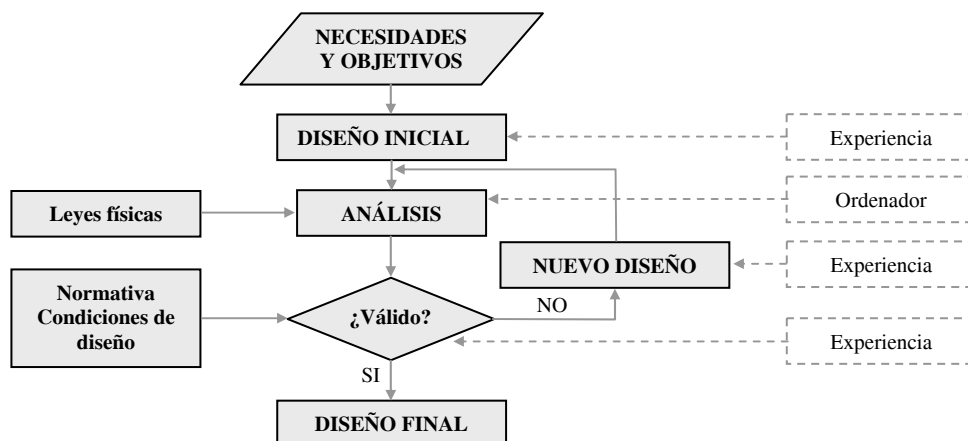 NECESIDADES
Y OBJETIVOS
DISEÑO INICIAL
Experiencia
Leyes físicas
ANÁLISIS
Ordenador
NUEVO DISEÑO
Experiencia
Normativa
Condiciones de
diseño
¿Válido?
NO
Experiencia
SI
DISEÑO FINAL